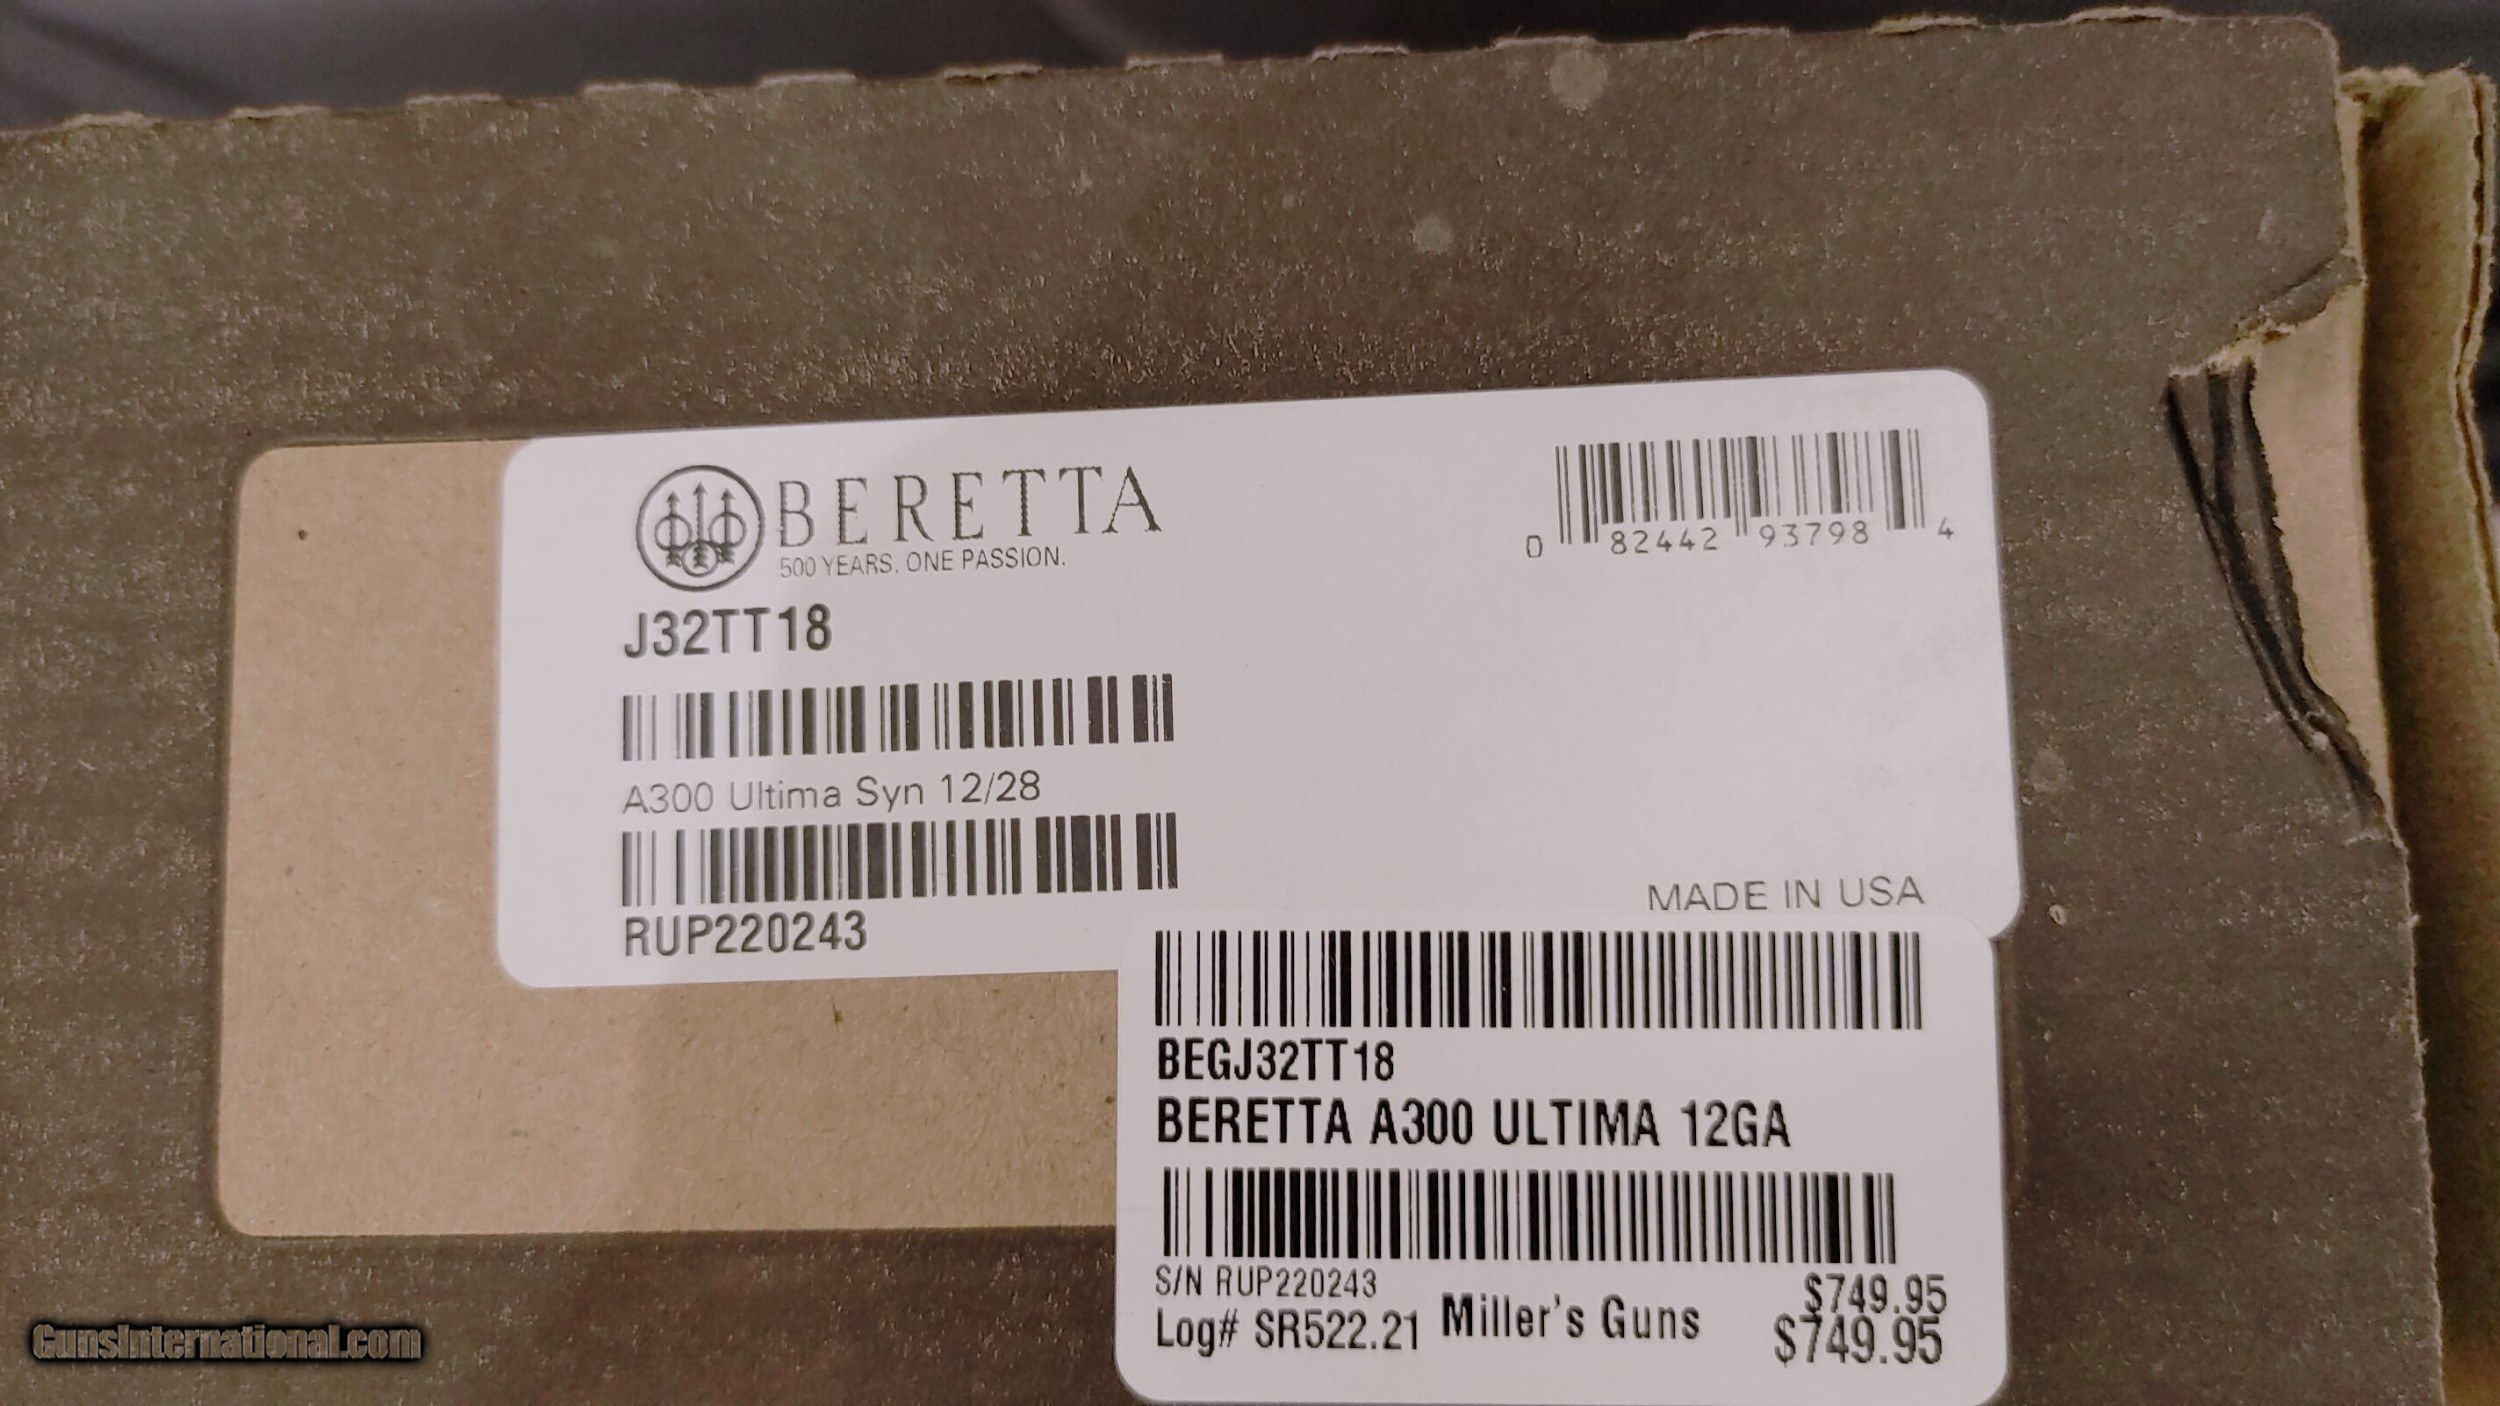 BERETTA
500 YEARS. ONE PASSION.
0 82442 93798 4
J32TT18
A300 Ultima Syn 12/28
RUP220243
MADE IN USA
BEGJ32TT18
BERETTA A300 ULTIMA 12GA
S/N RUP220243
$749.95
Log# SR522.21 Miller's Guns
$749.95
GunsInternational.com